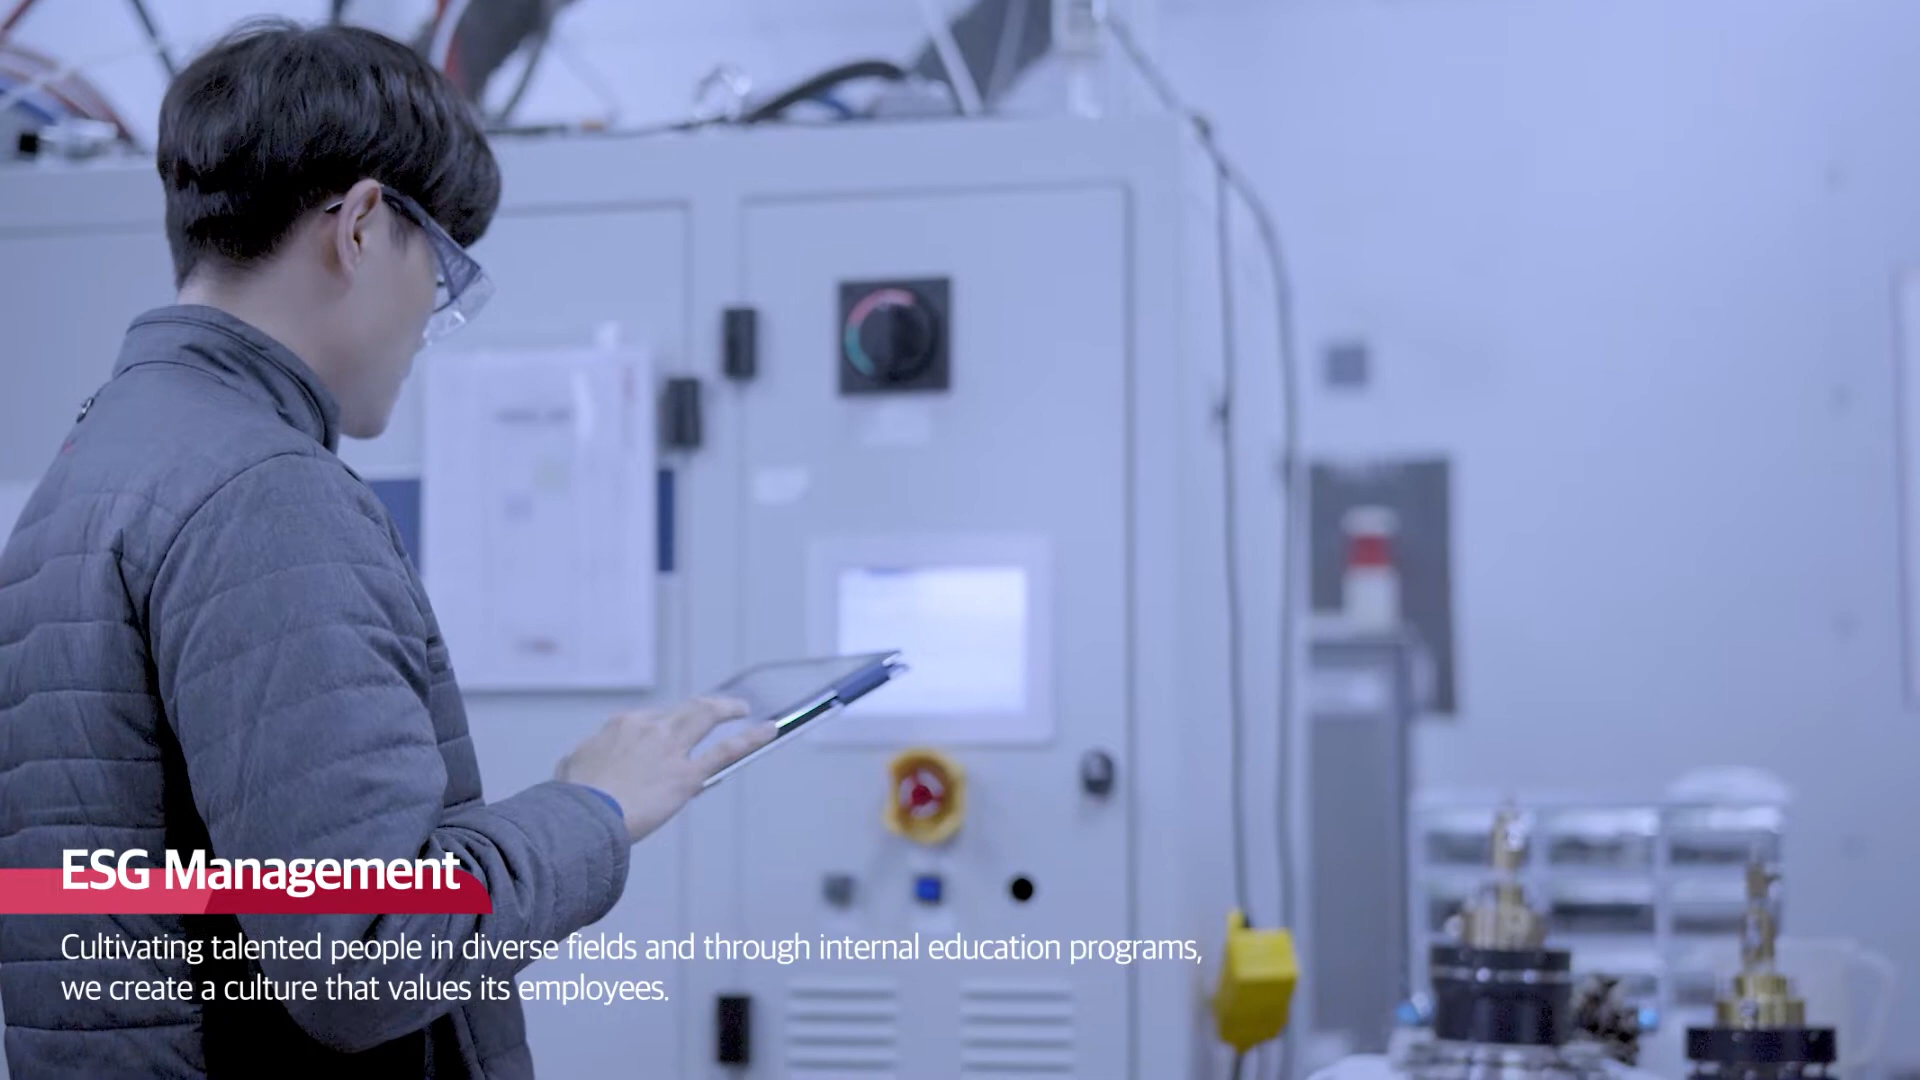 ESG Management
Cultivating talented people in diverse fields and through internal education programs,
we create a culture that values its employees.